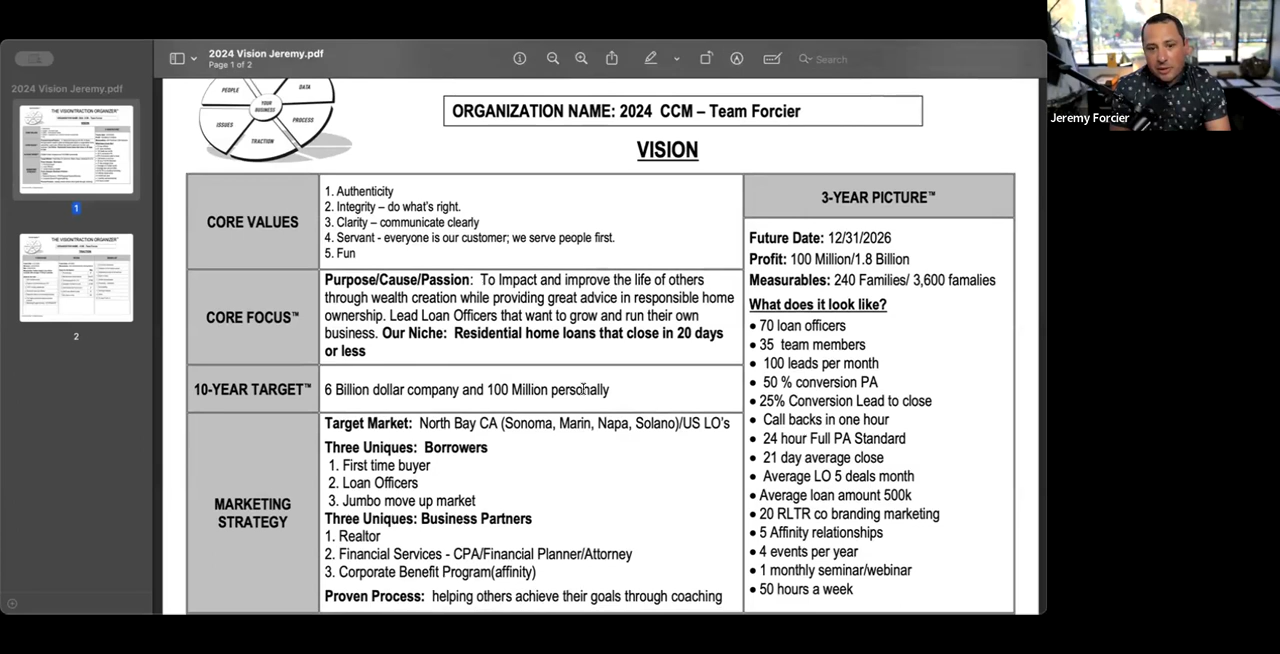 2024 Vision Jeremy.pdf
Page 1 of 2
Search
2024 Vision Jeremy.pdf
1
2
Jeremy Forcier
PEOPLE
DATA
YOUR
BUSINESS
ISSUES
PROCESS
TRACTION
ORGANIZATION NAME: 2024 CCM – Team Forcier
VISION
CORE VALUES
1. Authenticity
2. Integrity – do what's right.
3. Clarity – communicate clearly
4. Servant - everyone is our customer; we serve people first.
5. Fun
CORE FOCUS™
Purpose/Cause/Passion: To impact and improve the life of others
through wealth creation while providing great advice in responsible home
ownership. Lead Loan Officers that want to grow and run their own
business. Our Niche: Residential home loans that close in 20 days
or less
10-YEAR TARGET™
6 Billion dollar company and 100 Million personally
MARKETING
STRATEGY
Target Market: North Bay CA (Sonoma, Marin, Napa, Solano)/US LO's
Three Uniques: Borrowers
1. First time buyer
2. Loan Officers
3. Jumbo move up market
Three Uniques: Business Partners
1. Realtor
2. Financial Services - CPA/Financial Planner/Attorney
3. Corporate Benefit Program(affinity)
Proven Process: helping others achieve their goals through coaching
3-YEAR PICTURE™
Future Date: 12/31/2026
Profit: 100 Million/1.8 Billion
Measurables: 240 Families/ 3,600 famalies
What does it look like?
• 70 loan officers
• 35 team members
• 100 leads per month
• 50 % conversion PA
• 25% Conversion Lead to close
• Call backs in one hour
• 24 hour Full PA Standard
• 21 day average close
• Average LO 5 deals month
• Average loan amount 500k
• 20 RLTR co branding marketing
• 5 Affinity relationships
• 4 events per year
• 1 monthly seminar/webinar
• 50 hours a week